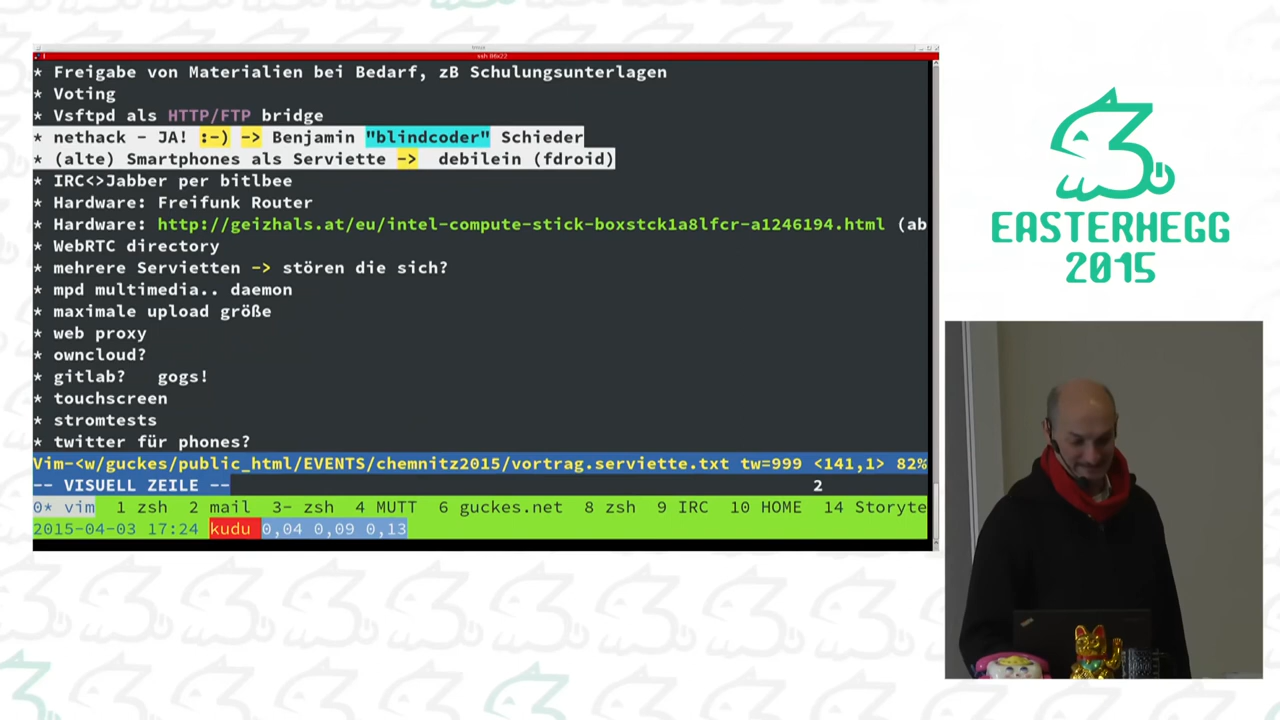 ssh 86x22
* Freigabe von Materialien bei Bedarf, zB Schulungsunterlagen
* Voting
* Vsftpd als HTTP/FTP bridge
* nethack - JA! :-) -> Benjamin "blindcoder" Schieder
* (alte) Smartphones als Serviette -> debilein (fdroid)
* IRC<>Jabber per bitlbee
* Hardware: Freifunk Router
* Hardware: http://geizhals.at/eu/intel-compute-stick-boxstck1a8lfcr-a1246194.html (ab
* WebRTC directory
* mehrere Servietten -> stören die sich?
* mpd multimedia.. daemon
* maximale upload größe
* web proxy
* owncloud?
* gitlab? gogs!
* touchscreen
* stromtests
* twitter für phones?
Vim-<w/guckes/public_html/EVENTS/chemnitz2015/vortrag.serviette.txt tw=999 <141,1> 82%
-- VISUELL ZEILE -- 2
0* vim 1 zsh 2 mail 3- zsh 4 MUTT 6 guckes.net 8 zsh 9 IRC 10 HOME 14 Storyte
2015-04-03 17:24 kudu 0,04 0,09 0,13
EASTERHEGG
2015